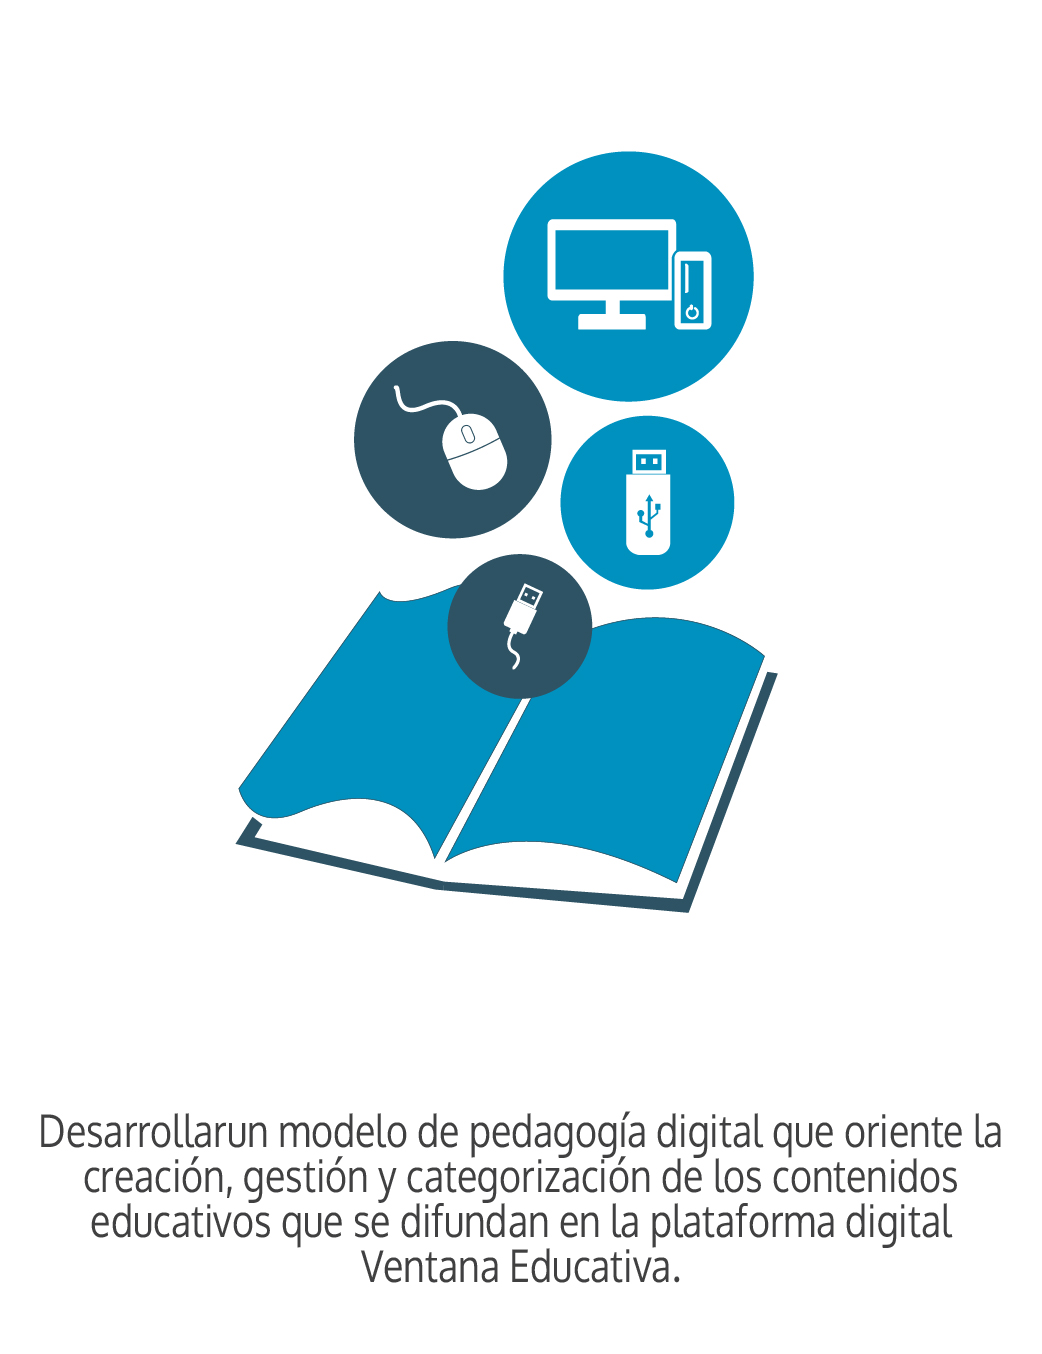 Desarrollarun modelo de pedagogía digital que oriente la
creación, gestión y categorización de los contenidos
educativos que se difundan en la plataforma digital
Ventana Educativa.